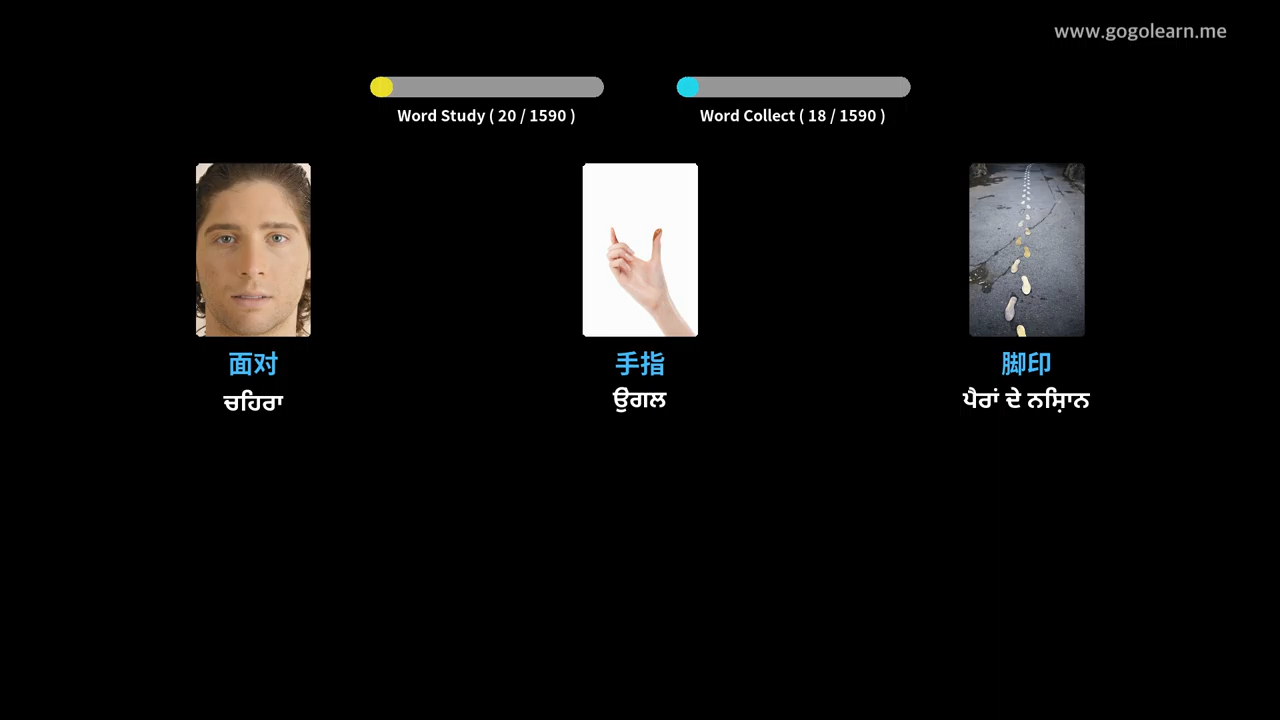 www.gogolearn.me
Word Study ( 20 / 1590 )
Word Collect ( 18 / 1590 )
面对
手指
脚印
ਚਹਿਰਾ
ਉਗਲ
ਪੈਰਾਂ ਦੇ ਨਸ਼ਿਾਨ